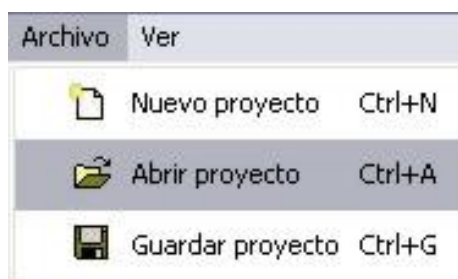 Archivo Ver
Nuevo proyecto Ctrl+N
Abrir proyecto Ctrl+A
Guardar proyecto Ctrl+G